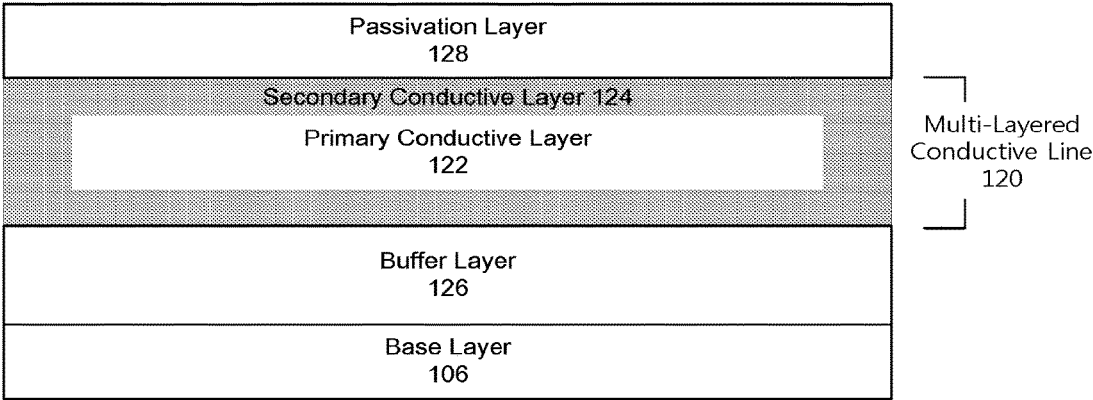 Passivation Layer
128
Secondary Conductive Layer 124
Primary Conductive Layer
122
Multi-Layered
Conductive Line
120
Buffer Layer
126
Base Layer
106